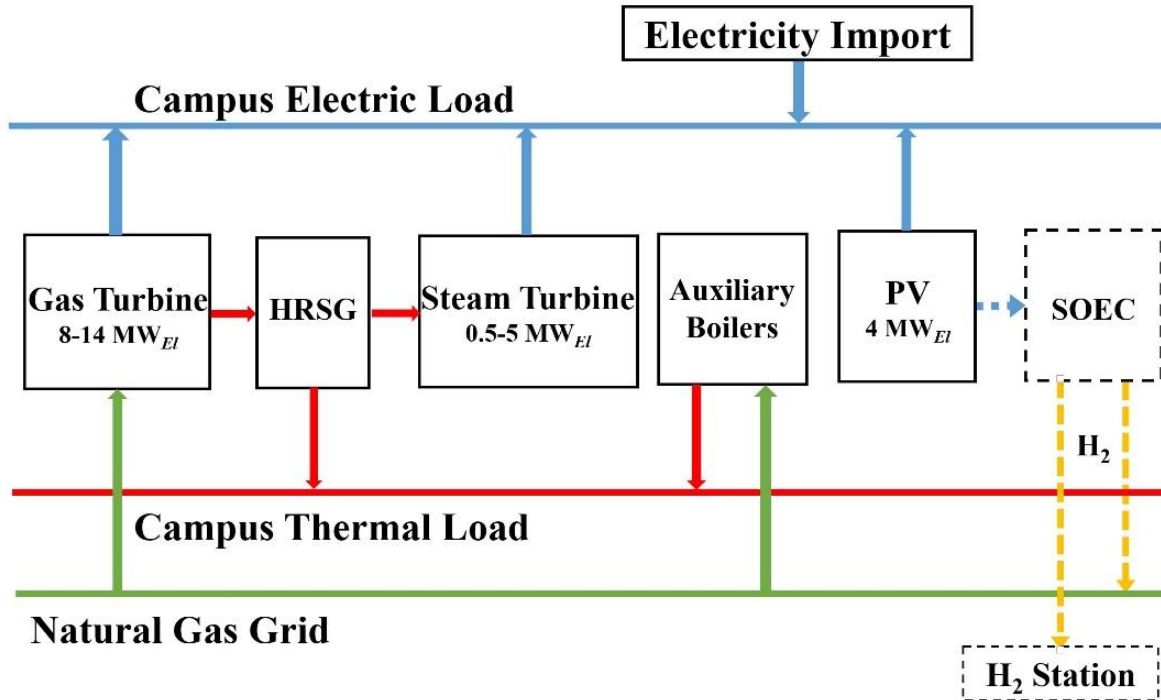 Electricity Import
Campus Electric Load
Gas Turbine
8-14 MW_El
HRSG
Steam Turbine
0.5-5 MW_El
Auxiliary
Boilers
PV
4 MW_El
SOEC
H₂
Campus Thermal Load
Natural Gas Grid
H₂ Station